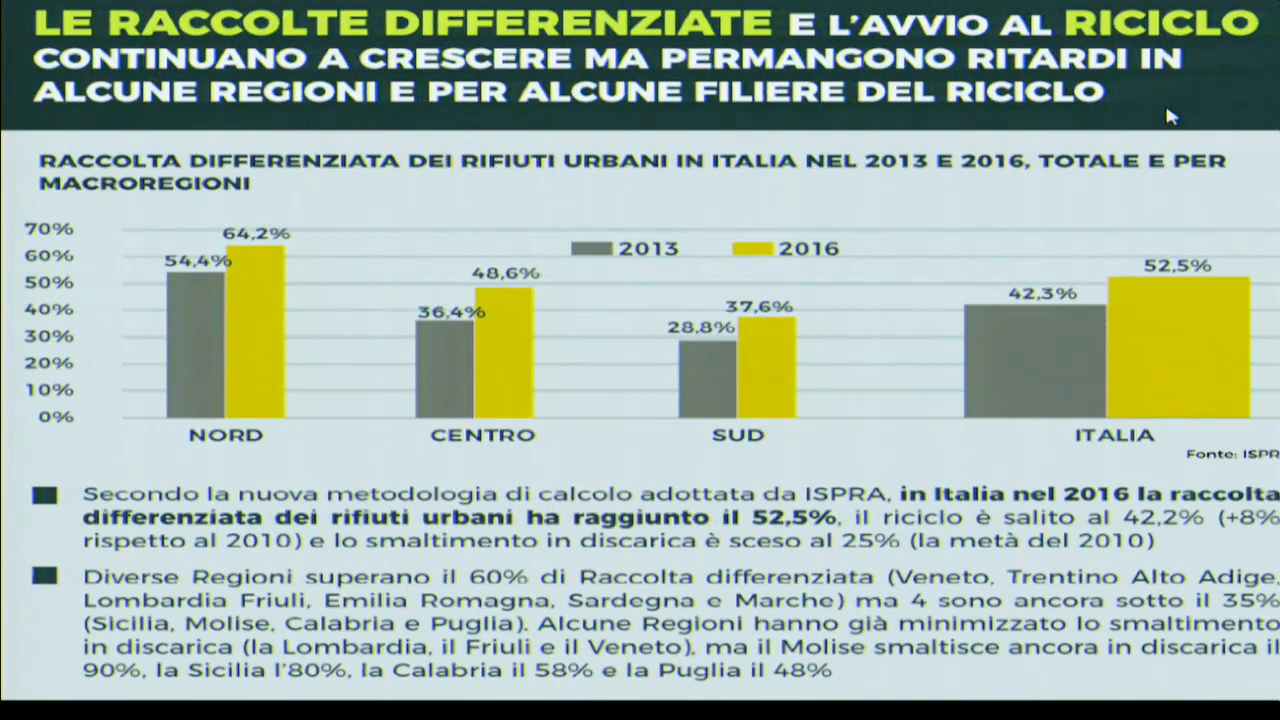 LE RACCOLTE DIFFERENZIATE E L'AVVIO AL RICICLO
CONTINUANO A CRESCERE MA PERMANGONO RITARDI IN
ALCUNE REGIONI E PER ALCUNE FILIERE DEL RICICLO
RACCOLTA DIFFERENZIATA DEI RIFIUTI URBANI IN ITALIA NEL 2013 E 2016, TOTALE E PER
MACROREGIONI
70%
60%
50%
40%
30%
20%
10%
0%
2013 2016
54,4% 64,2%
36,4% 48,6%
28,8% 37,6%
42,3% 52,5%
NORD CENTRO SUD ITALIA
Fonte: ISPR
Secondo la nuova metodologia di calcolo adottata da ISPRA, in Italia nel 2016 la raccolta
differenziata dei rifiuti urbani ha raggiunto il 52,5%, il riciclo è salito al 42,2% (+8%
rispetto al 2010) e lo smaltimento in discarica è sceso al 25% (la metà del 2010)
Diverse Regioni superano il 60% di Raccolta differenziata (Veneto, Trentino Alto Adige,
Lombardia Friuli, Emilia Romagna, Sardegna e Marche) ma 4 sono ancora sotto il 35%
(Sicilia, Molise, Calabria e Puglia). Alcune Regioni hanno già minimizzato lo smaltimento
in discarica (la Lombardia, il Friuli e il Veneto), ma il Molise smaltisce ancora in discarica il
90%, la Sicilia l'80%, la Calabria il 58% e la Puglia il 48%